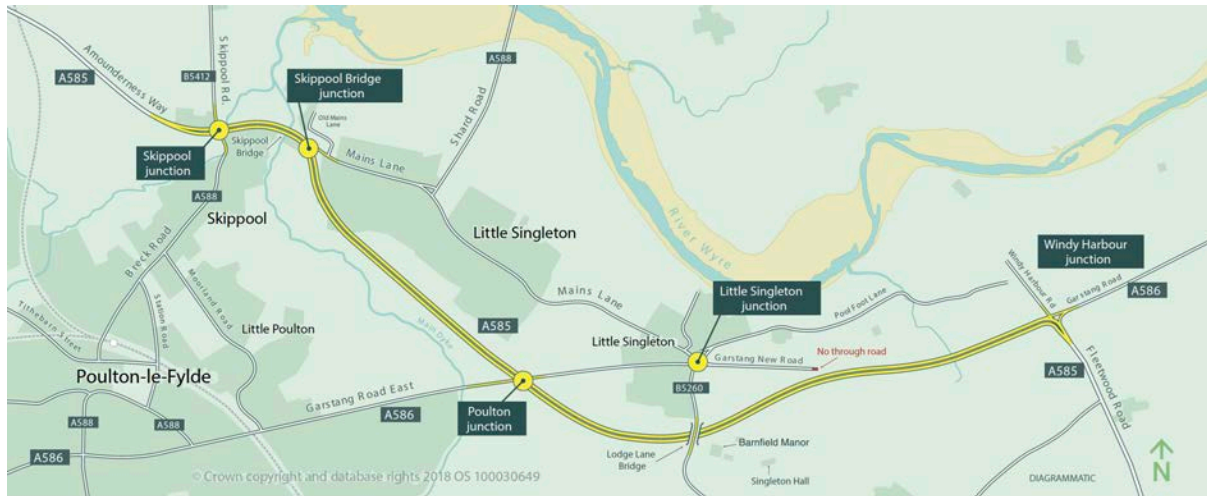 A585
Amounderness Way
B5412
Skippool Rd.
Skippool Bridge
junction
Old Mains
Lane
A588
Shard Road
Skippool
junction
Skippool
Bridge
Mains Lane
A588
Skippool
Breck Road
Little Singleton
River Wyre
Windy Harbour
junction
Windy Harbour Rd
Garstang Road
A586
Little Singleton
junction
Mains Lane
Pool Foot Lane
Tithebarn Street
Station Road
Moorland Road
Little Poulton
Main Dyke
A585
Little Singleton
Garstang New Road
No through road
B5260
A585
Fleetwood Road
Poulton-le-Fylde
Garstang Road East
A586
Poulton
junction
A588
A588
A586
Lodge Lane
Bridge
Barnfield Manor
Singleton Hall
© Crown copyright and database rights 2018 OS 100030649
DIAGRAMMATIC
N